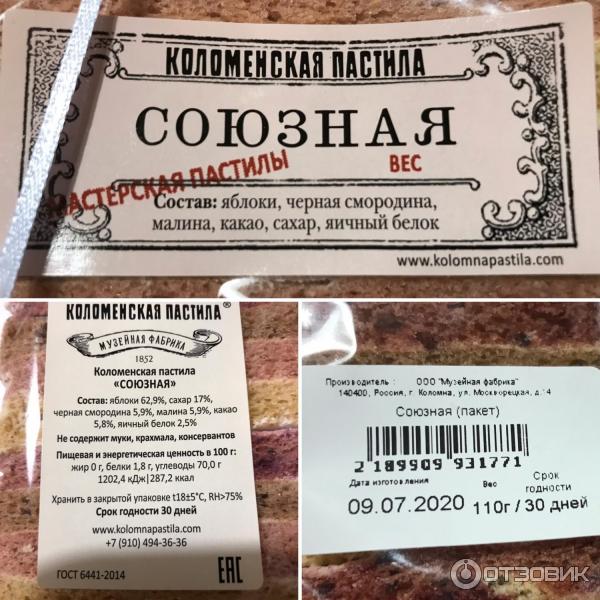 КОЛОМЕНСКАЯ ПАСТИЛА
СОЮЗНАЯ
МАСТЕРСКАЯ ПАСТИЛЫ
ВЕС
Состав: яблоки, черная смородина,
малина, какао, сахар, яичный белок
www.kolomnapastila.com
КОЛОМЕНСКАЯ ПАСТИЛА®
МУЗЕЙНАЯ ФАБРИКА
1852
Коломенская пастила
«СОЮЗНАЯ»
Состав: яблоки 62,9%, сахар 17%,
черная смородина 5,9%, малина 5,9%, какао
5,8%, яичный белок 2,5%
Не содержит муки, крахмала, консервантов
Пищевая и энергетическая ценность в 100 г:
жир 0 г, белки 1,8 г, углеводы 70,0 г
1202,4 кДж|287,2 ккал
Хранить в закрытой упаковке t18±5°С, RH>75%
Срок годности 30 дней
www.kolomnapastila.com
+7 (910) 494-36-36
ГОСТ 6441-2014
ЕАС
Производитель : ООО "Музейная фабрика"
140400, Россия, г. Коломна, ул. Москворецкая, д.14
Союзная (пакет)
2 189909 931771
Дата изготовления Вес Срок годности
09.07.2020 110г / 30 дней
ОТЗОВИК